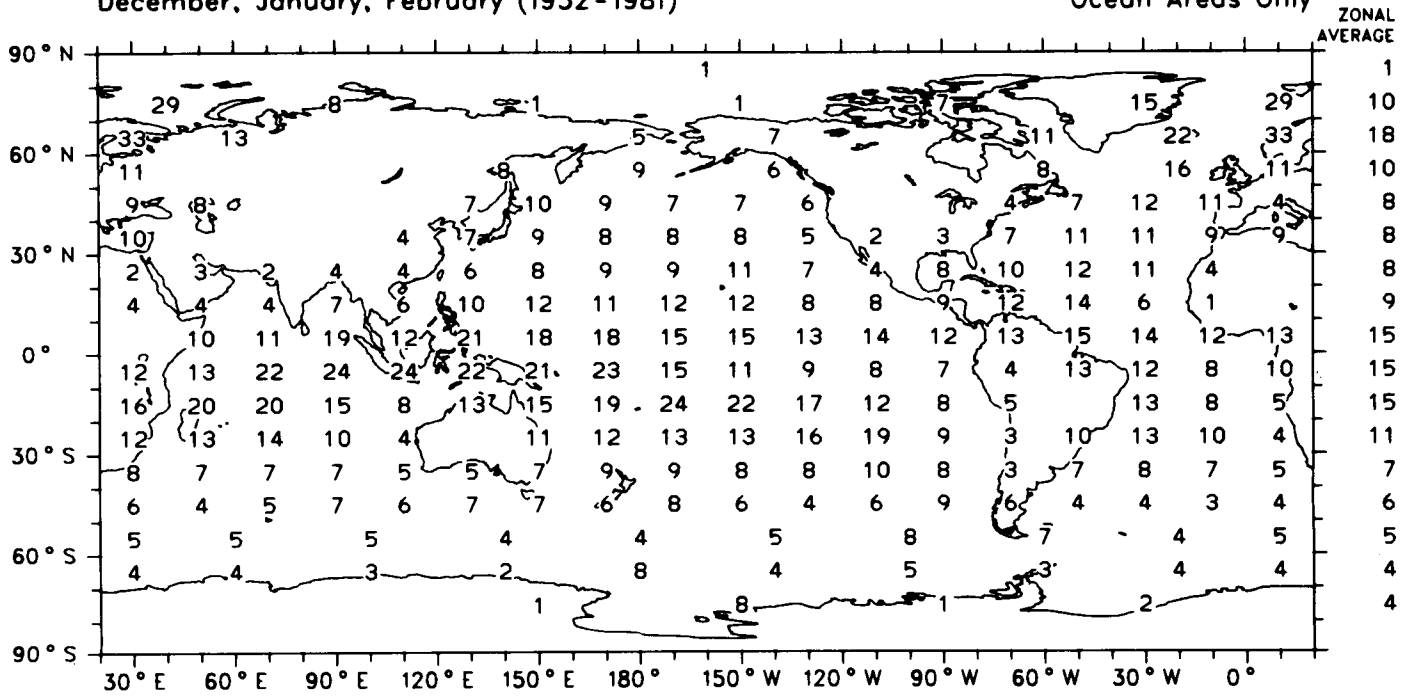 December, January, February (1952-1981) Ocean Areas Only
ZONAL
AVERAGE
90° N 1 1
29 8 1 1 7 15 29 10
33 13 5 7 11 22 33 18
60° N
11 8 9 6 8 16 11 10
9 8 7 10 9 7 7 6 4 7 12 11 4 8
10 4 7 9 8 8 8 5 2 3 7 11 11 9 9 8
30° N
2 3 2 4 4 6 8 9 9 11 7 4 8 10 12 11 4 8
4 4 4 7 6 10 12 11 12 12 8 8 9 12 14 6 1 9
10 11 19 12 21 18 18 15 15 13 14 12 13 15 14 12 13 15
0°
12 13 22 24 24 22 21 23 15 11 9 8 7 4 13 12 8 10 15
16 20 20 15 8 13 15 19 24 22 17 12 8 5 13 8 5 15
12 13 14 10 4 11 12 13 13 16 19 9 3 10 13 10 4 11
30° S
8 7 7 7 5 5 7 9 9 8 8 10 8 3 7 8 7 5 7
6 4 5 7 6 7 7 6 8 6 4 6 9 6 4 4 3 4 6
5 5 5 4 4 5 8 7 4 5 5
60° S
4 4 3 2 8 4 5 3 4 4 4
1 8 1 2 4
90° S
30° E 60° E 90° E 120° E 150° E 180° 150° W 120° W 90° W 60° W 30° W 0°